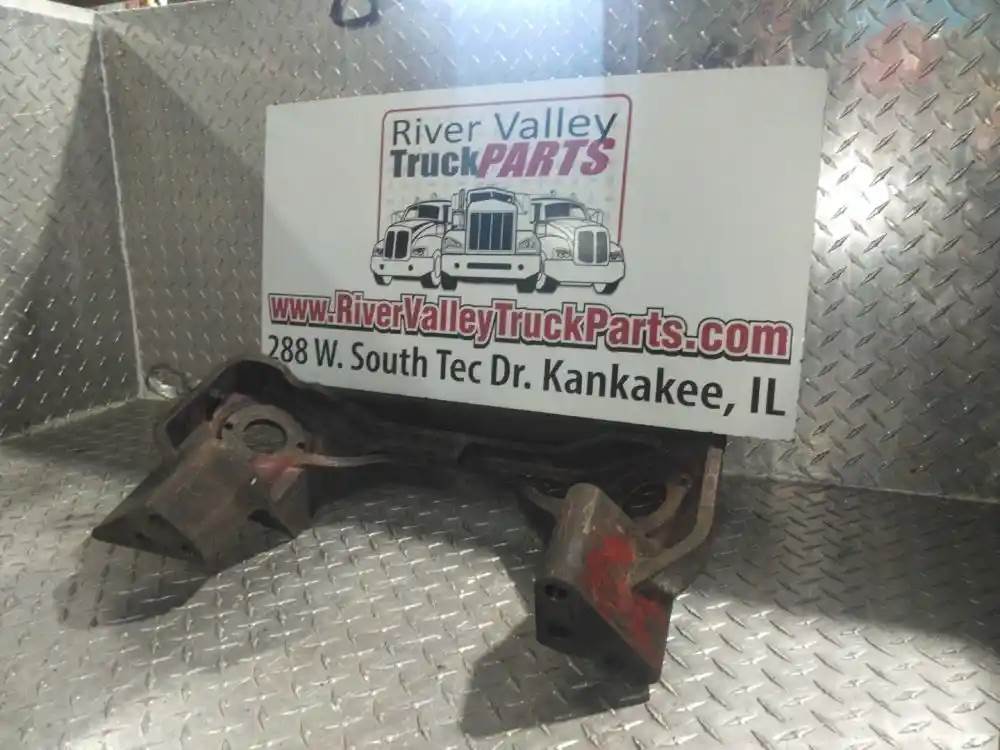 River Valley
TruckPARTS
www.RiverValleyTruckParts.com
288 W. South Tec Dr. Kankakee, IL